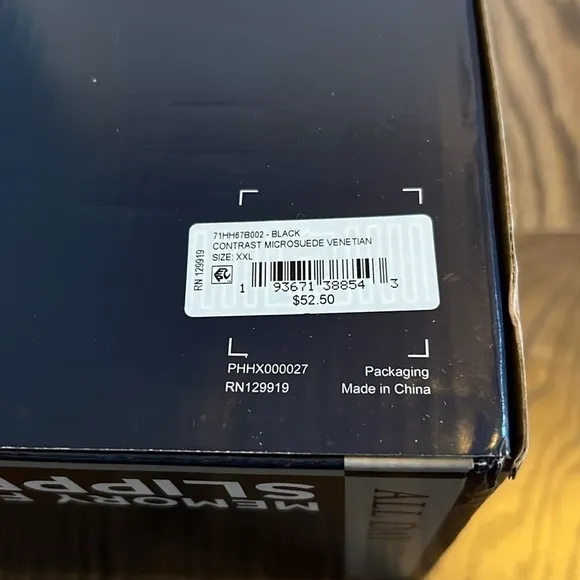 71HH67B002 - BLACK
CONTRAST MICROSUEDE VENETIAN
SIZE: XXL
RN 129919
1 93671 38854 3
$52.50
PHHX000027
RN129919
Packaging
Made in China
MEMORY